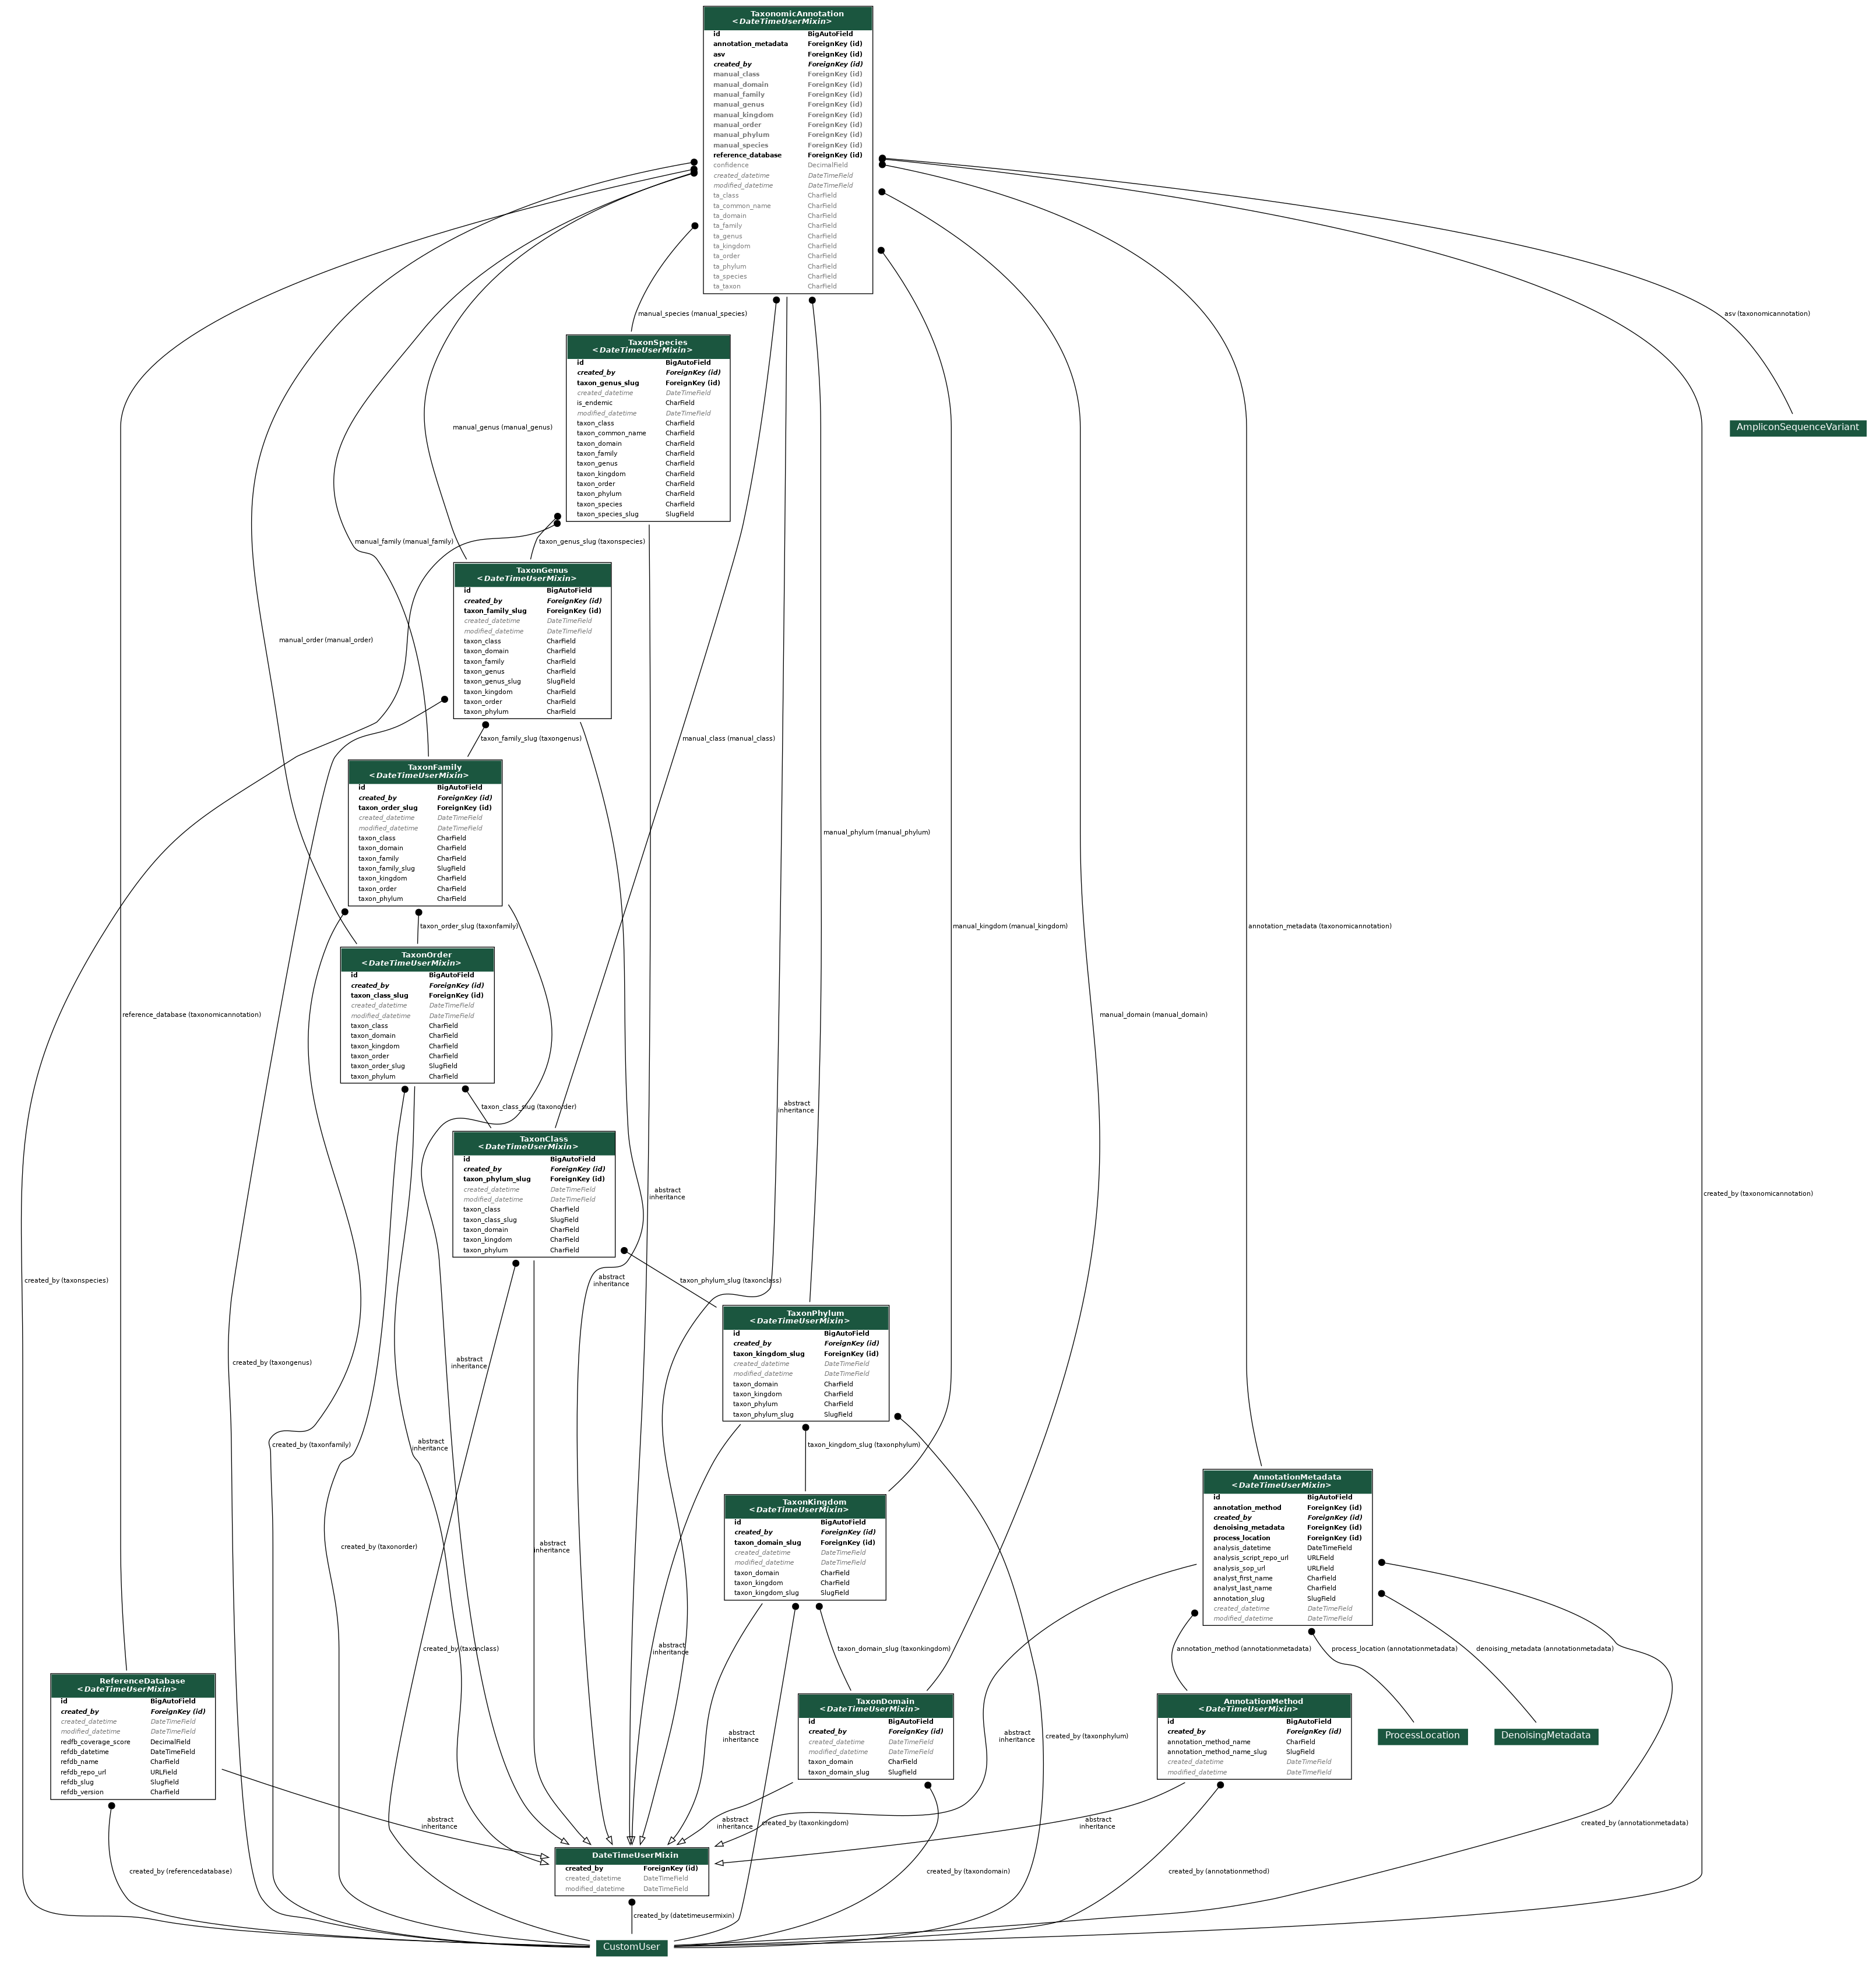 TaxonomicAnnotation
<DateTimeUserMixin>
id BigAutoField
annotation_metadata ForeignKey (id)
asv ForeignKey (id)
created_by ForeignKey (id)
manual_class ForeignKey (id)
manual_domain ForeignKey (id)
manual_family ForeignKey (id)
manual_genus ForeignKey (id)
manual_kingdom ForeignKey (id)
manual_order ForeignKey (id)
manual_phylum ForeignKey (id)
manual_species ForeignKey (id)
reference_database ForeignKey (id)
confidence DecimalField
created_datetime DateTimeField
modified_datetime DateTimeField
ta_class CharField
ta_common_name CharField
ta_domain CharField
ta_family CharField
ta_genus CharField
ta_kingdom CharField
ta_order CharField
ta_phylum CharField
ta_species CharField
ta_taxon CharField
manual_species (manual_species)
asv (taxonomicannotation)
TaxonSpecies
<DateTimeUserMixin>
id BigAutoField
created_by ForeignKey (id)
taxon_genus_slug ForeignKey (id)
created_datetime DateTimeField
is_endemic CharField
modified_datetime DateTimeField
taxon_class CharField
taxon_common_name CharField
taxon_domain CharField
taxon_family CharField
taxon_genus CharField
taxon_kingdom CharField
taxon_order CharField
taxon_phylum CharField
taxon_species CharField
taxon_species_slug SlugField
manual_genus (manual_genus)
AmpliconSequenceVariant
manual_family (manual_family)
taxon_genus_slug (taxonspecies)
TaxonGenus
<DateTimeUserMixin>
id BigAutoField
created_by ForeignKey (id)
taxon_family_slug ForeignKey (id)
created_datetime DateTimeField
modified_datetime DateTimeField
taxon_class CharField
taxon_domain CharField
taxon_family CharField
taxon_genus CharField
taxon_genus_slug SlugField
taxon_kingdom CharField
taxon_order CharField
taxon_phylum CharField
manual_order (manual_order)
taxon_family_slug (taxongenus)
manual_class (manual_class)
TaxonFamily
<DateTimeUserMixin>
id BigAutoField
created_by ForeignKey (id)
taxon_order_slug ForeignKey (id)
created_datetime DateTimeField
modified_datetime DateTimeField
taxon_class CharField
taxon_domain CharField
taxon_family CharField
taxon_family_slug SlugField
taxon_kingdom CharField
taxon_order CharField
taxon_phylum CharField
manual_phylum (manual_phylum)
taxon_order_slug (taxonfamily)
manual_kingdom (manual_kingdom)
annotation_metadata (taxonomicannotation)
TaxonOrder
<DateTimeUserMixin>
id BigAutoField
created_by ForeignKey (id)
taxon_class_slug ForeignKey (id)
created_datetime DateTimeField
modified_datetime DateTimeField
taxon_class CharField
taxon_domain CharField
taxon_kingdom CharField
taxon_order CharField
taxon_order_slug SlugField
taxon_phylum CharField
reference_database (taxonomicannotation)
manual_domain (manual_domain)
taxon_class_slug (taxonorder)
abstract
inheritance
TaxonClass
<DateTimeUserMixin>
id BigAutoField
created_by ForeignKey (id)
taxon_phylum_slug ForeignKey (id)
created_datetime DateTimeField
modified_datetime DateTimeField
taxon_class CharField
taxon_class_slug SlugField
taxon_domain CharField
taxon_kingdom CharField
taxon_phylum CharField
abstract
inheritance
created_by (taxonomicannotation)
created_by (taxonspecies)
abstract
inheritance
taxon_phylum_slug (taxonclass)
TaxonPhylum
<DateTimeUserMixin>
id BigAutoField
created_by ForeignKey (id)
taxon_kingdom_slug ForeignKey (id)
created_datetime DateTimeField
modified_datetime DateTimeField
taxon_domain CharField
taxon_kingdom CharField
taxon_phylum CharField
taxon_phylum_slug SlugField
created_by (taxongenus)
abstract
inheritance
created_by (taxonfamily)
abstract
inheritance
taxon_kingdom_slug (taxonphylum)
TaxonKingdom
<DateTimeUserMixin>
id BigAutoField
created_by ForeignKey (id)
taxon_domain_slug ForeignKey (id)
created_datetime DateTimeField
modified_datetime DateTimeField
taxon_domain CharField
taxon_kingdom CharField
taxon_kingdom_slug SlugField
AnnotationMetadata
<DateTimeUserMixin>
id BigAutoField
annotation_method ForeignKey (id)
created_by ForeignKey (id)
denoising_metadata ForeignKey (id)
process_location ForeignKey (id)
analysis_datetime DateTimeField
analysis_script_repo_url URLField
analysis_sop_url URLField
analyst_first_name CharField
analyst_last_name CharField
annotation_slug SlugField
created_datetime DateTimeField
modified_datetime DateTimeField
created_by (taxonorder)
abstract
inheritance
created_by (taxonclass)
abstract
inheritance
taxon_domain_slug (taxonkingdom)
annotation_method (annotationmetadata)
process_location (annotationmetadata)
denoising_metadata (annotationmetadata)
ReferenceDatabase
<DateTimeUserMixin>
id BigAutoField
created_by ForeignKey (id)
created_datetime DateTimeField
modified_datetime DateTimeField
redfb_coverage_score DecimalField
refdb_datetime DateTimeField
refdb_name CharField
refdb_repo_url URLField
refdb_slug SlugField
refdb_version CharField
abstract
inheritance
TaxonDomain
<DateTimeUserMixin>
id BigAutoField
created_by ForeignKey (id)
created_datetime DateTimeField
modified_datetime DateTimeField
taxon_domain CharField
taxon_domain_slug SlugField
abstract
inheritance
created_by (taxonphylum)
AnnotationMethod
<DateTimeUserMixin>
id BigAutoField
created_by ForeignKey (id)
annotation_method_name CharField
annotation_method_name_slug SlugField
created_datetime DateTimeField
modified_datetime DateTimeField
ProcessLocation
DenoisingMetadata
abstract
inheritance
abstract
inheritance
created_by (taxonkingdom)
abstract
inheritance
created_by (annotationmetadata)
DateTimeUserMixin
created_by ForeignKey (id)
created_datetime DateTimeField
modified_datetime DateTimeField
created_by (referencedatabase)
created_by (taxondomain)
created_by (annotationmethod)
created_by (datetimeusermixin)
CustomUser